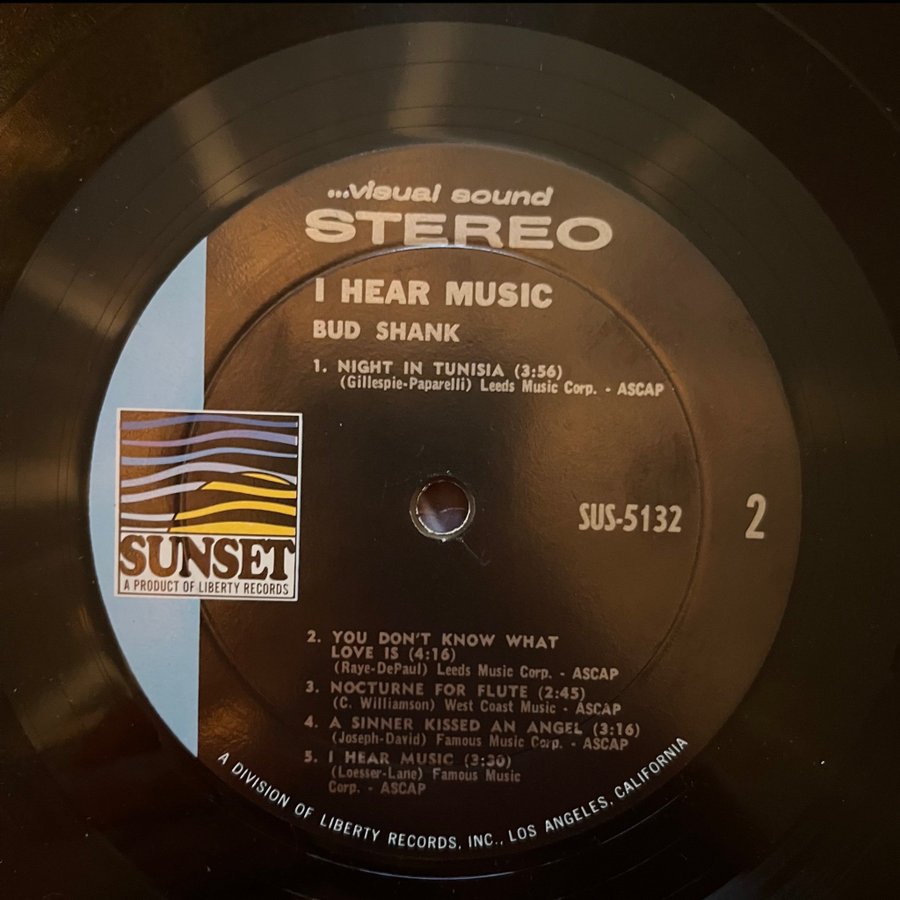 ...visual sound
STEREO
I HEAR MUSIC
BUD SHANK
1. NIGHT IN TUNISIA (3:56)
(Gillespie-Paparelli) Leeds Music Corp. - ASCAP
SUS-5132
2
SUNSET
A PRODUCT OF LIBERTY RECORDS
2. YOU DON'T KNOW WHAT
LOVE IS (4:16)
(Raye-DePaul) Leeds Music Corp. - ASCAP
3. NOCTURNE FOR FLUTE (2:45)
(C. Williamson) West Coast Music - ASCAP
4. A SINNER KISSED AN ANGEL (3:16)
(Joseph-David) Famous Music Corp. - ASCAP
5. I HEAR MUSIC (3:30)
(Loesser-Lane) Famous Music
Corp. - ASCAP
A DIVISION OF LIBERTY RECORDS, INC., LOS ANGELES, CALIFORNIA